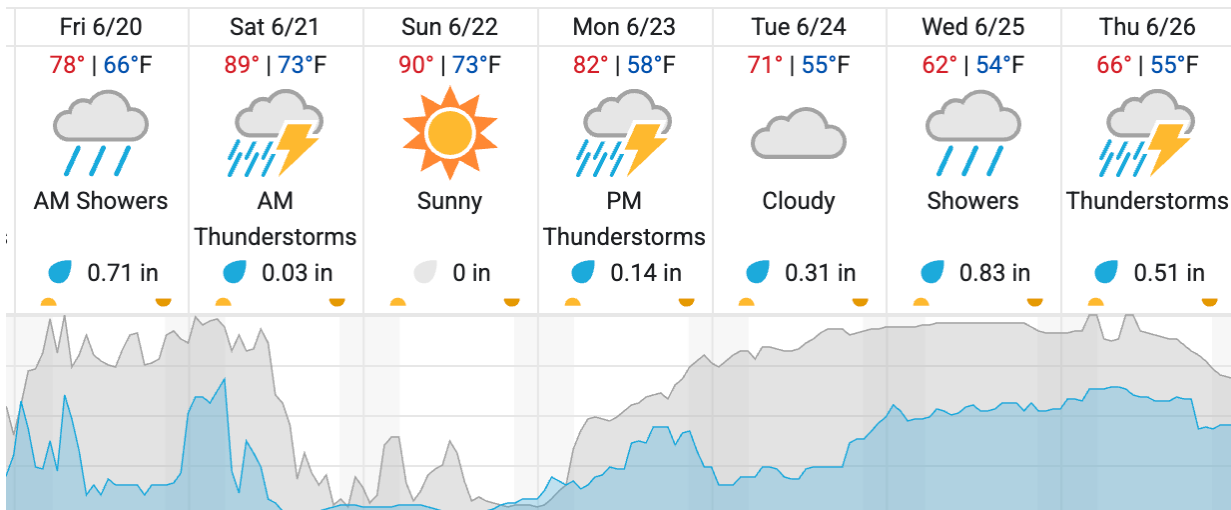 Fri 6/20 Sat 6/21 Sun 6/22 Mon 6/23 Tue 6/24 Wed 6/25 Thu 6/26
78° | 66°F 89° | 73°F 90° | 73°F 82° | 58°F 71° | 55°F 62° | 54°F 66° | 55°F
AM Showers AM Sunny PM Cloudy Showers Thunderstorms
Thunderstorms Thunderstorms
0.71 in 0.03 in 0 in 0.14 in 0.31 in 0.83 in 0.51 in